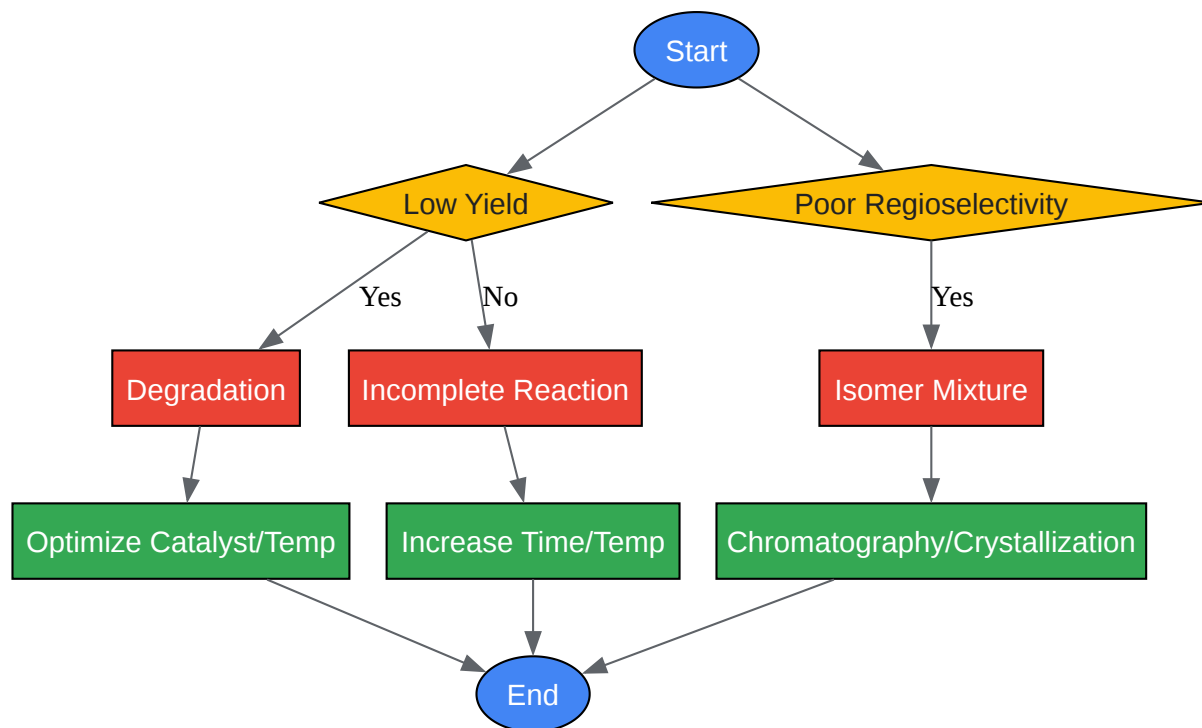 Start
Low Yield
Poor Regioselectivity
Yes
No
Yes
Degradation
Incomplete Reaction
Isomer Mixture
Optimize Catalyst/Temp
Increase Time/Temp
Chromatography/Crystallization
End